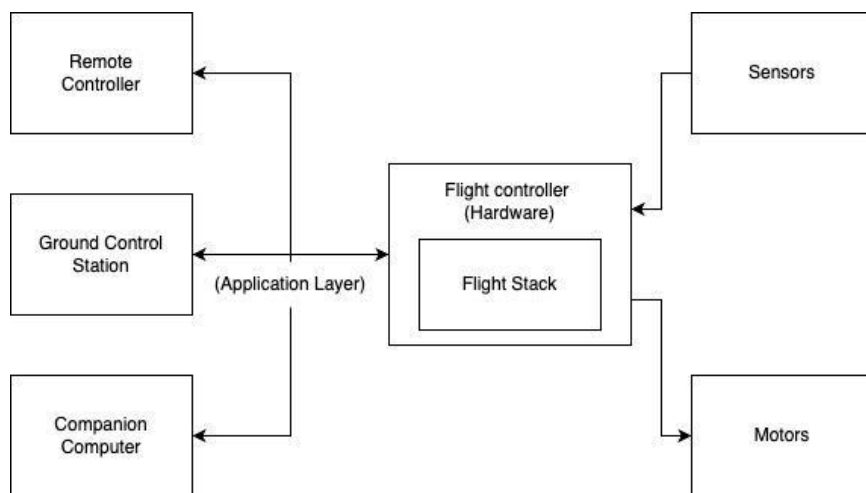 Remote
Controller
Sensors
Flight controller
(Hardware)
Ground Control
Station
(Application Layer)
Flight Stack
Companion
Computer
Motors